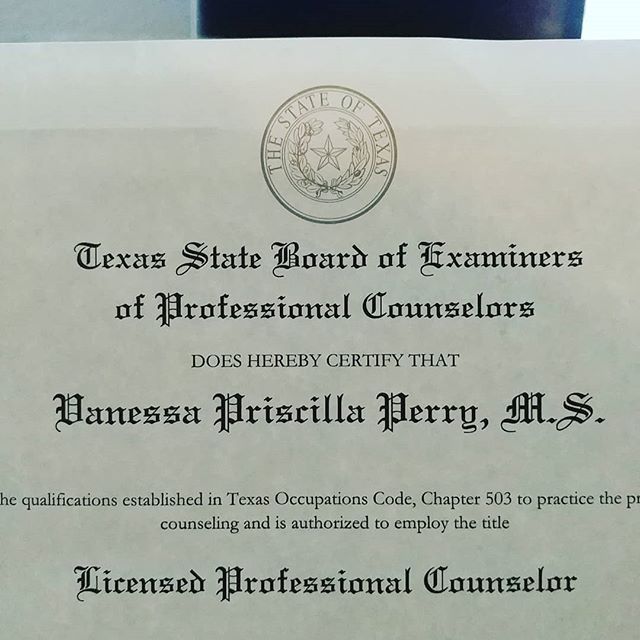 THE STATE OF TEXAS
Texas State Board of Examiners
of Professional Counselors
DOES HEREBY CERTIFY THAT
Vanessa Priscilla Perry, M.S.
he qualifications established in Texas Occupations Code, Chapter 503 to practice the pr
counseling and is authorized to employ the title
Licensed Professional Counselor